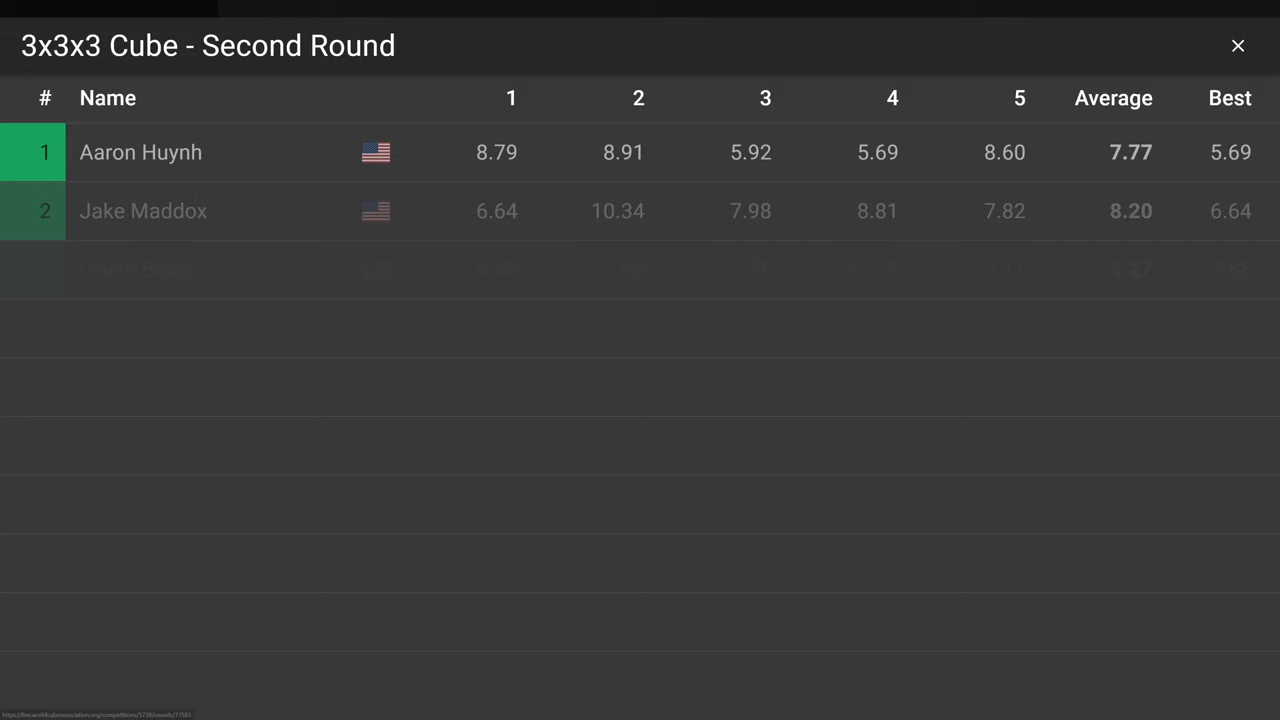 3x3x3 Cube - Second Round
# Name 1 2 3 4 5 Average Best
1 Aaron Huynh 8.79 8.91 5.92 5.69 8.60 7.77 5.69
2 Jake Maddox 6.64 10.34 7.98 8.81 7.82 8.20 6.64